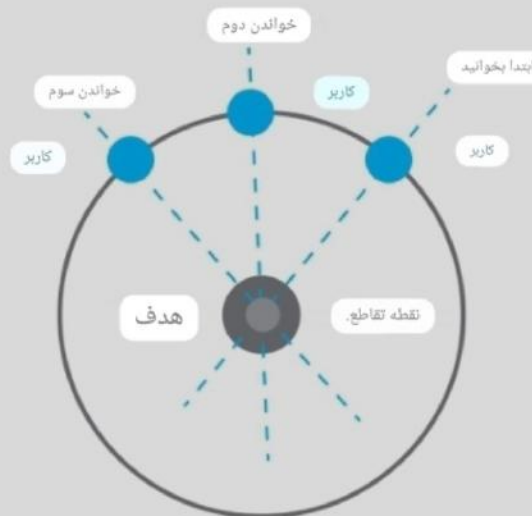 خواندن دوم
ابتدا بخوانید
خواندن سوم
کاربر
کاربر
کاربر
نقطه تقاطع.
هدف